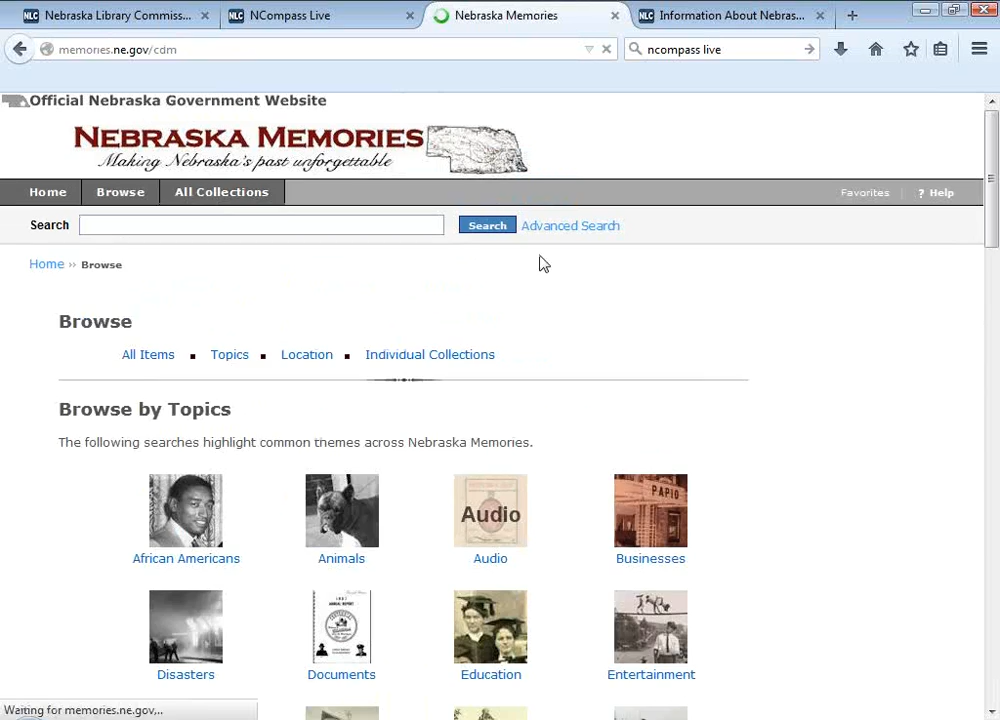 Nebraska Library Commiss...
NCompass Live
Nebraska Memories
Information About Nebras...
memories.ne.gov/cdm
ncompass live
Official Nebraska Government Website
NEBRASKA MEMORIES
Making Nebraska's past unforgettable
Home Browse All Collections Favorites ? Help
Search Search Advanced Search
Home » Browse
Browse
All Items Topics Location Individual Collections
Browse by Topics
The following searches highlight common themes across Nebraska Memories.
Audio
PAPIO
African Americans Animals Audio Businesses
Disasters Documents Education Entertainment
Waiting for memories.ne.gov...